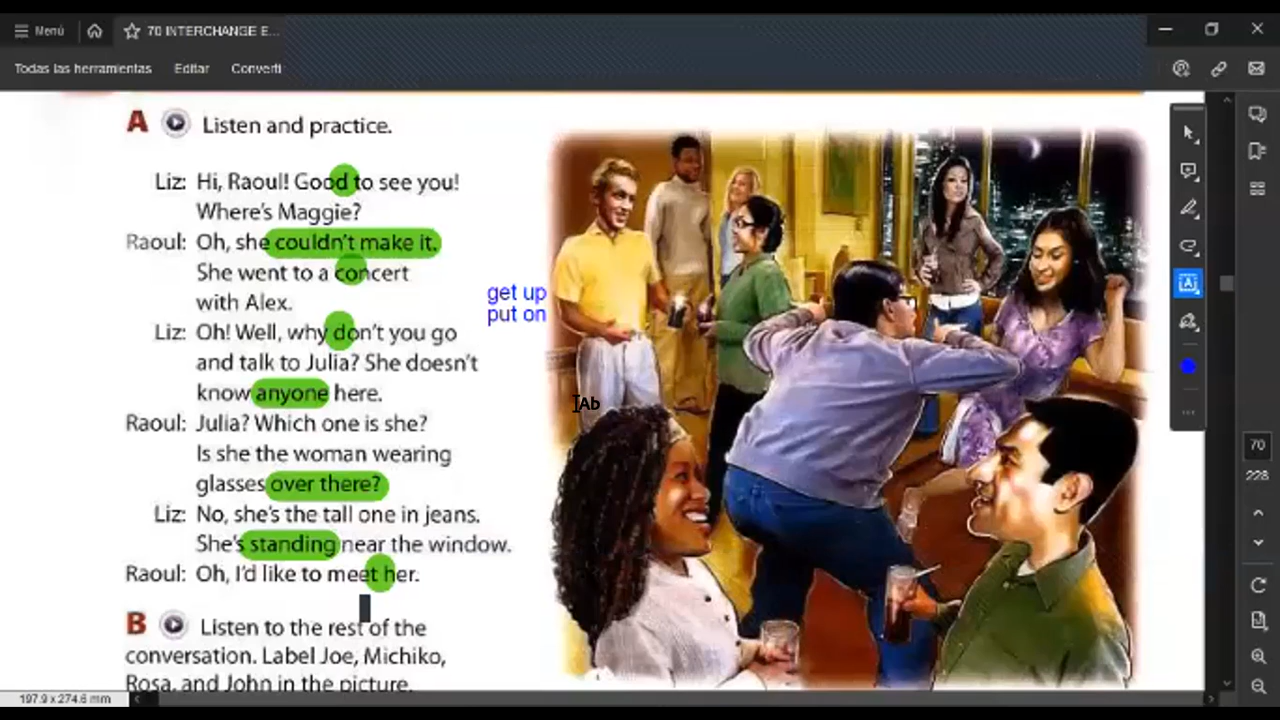 Menú
70 INTERCHANGE E...
Todas las herramientas Editar Converti
A Listen and practice.
Liz: Hi, Raoul! Good to see you!
Where's Maggie?
Raoul: Oh, she couldn't make it.
She went to a concert
with Alex.
Liz: Oh! Well, why don't you go
and talk to Julia? She doesn't
know anyone here.
Raoul: Julia? Which one is she?
Is she the woman wearing
glasses over there?
Liz: No, she's the tall one in jeans.
She's standing near the window.
Raoul: Oh, I'd like to meet her.
B Listen to the rest of the
conversation. Label Joe, Michiko,
Rosa, and John in the picture.
get up
put on
Ab
A
70
228
197.9 x 274.6 mm